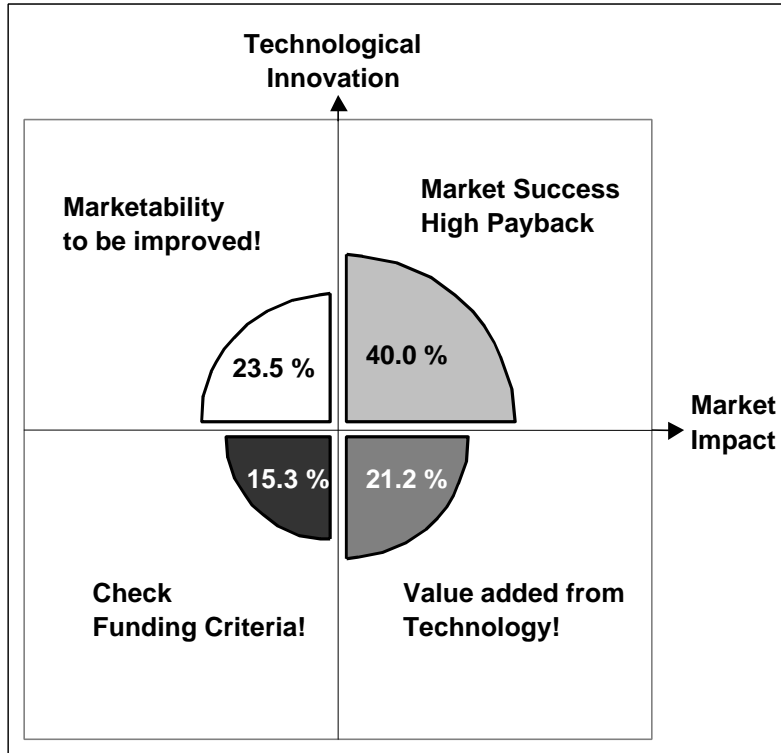 Technological
Innovation
Marketability
to be improved!
Market Success
High Payback
23.5 %
40.0 %
Market
Impact
15.3 %
21.2 %
Check
Funding Criteria!
Value added from
Technology!